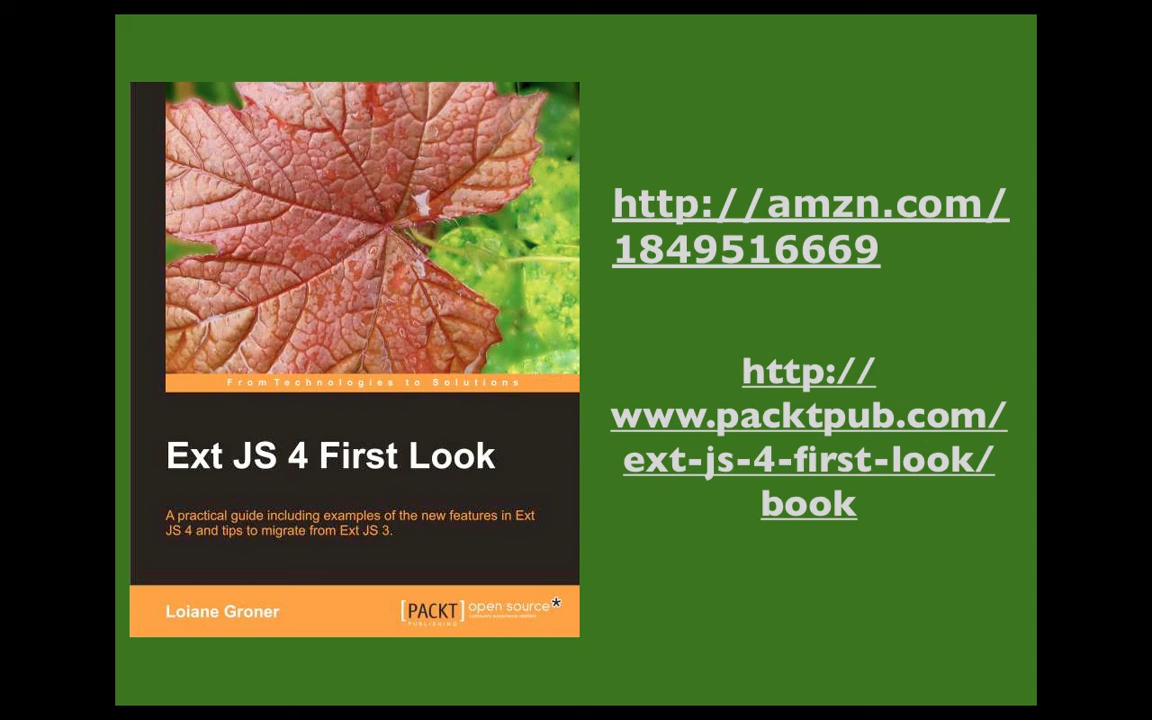 From Technologies to Solutions
Ext JS 4 First Look
A practical guide including examples of the new features in Ext
JS 4 and tips to migrate from Ext JS 3.
Loiane Groner
[PACKT] open source*
PUBLISHING
http://amzn.com/
1849516669
http://
www.packtpub.com/
ext-js-4-first-look/
book